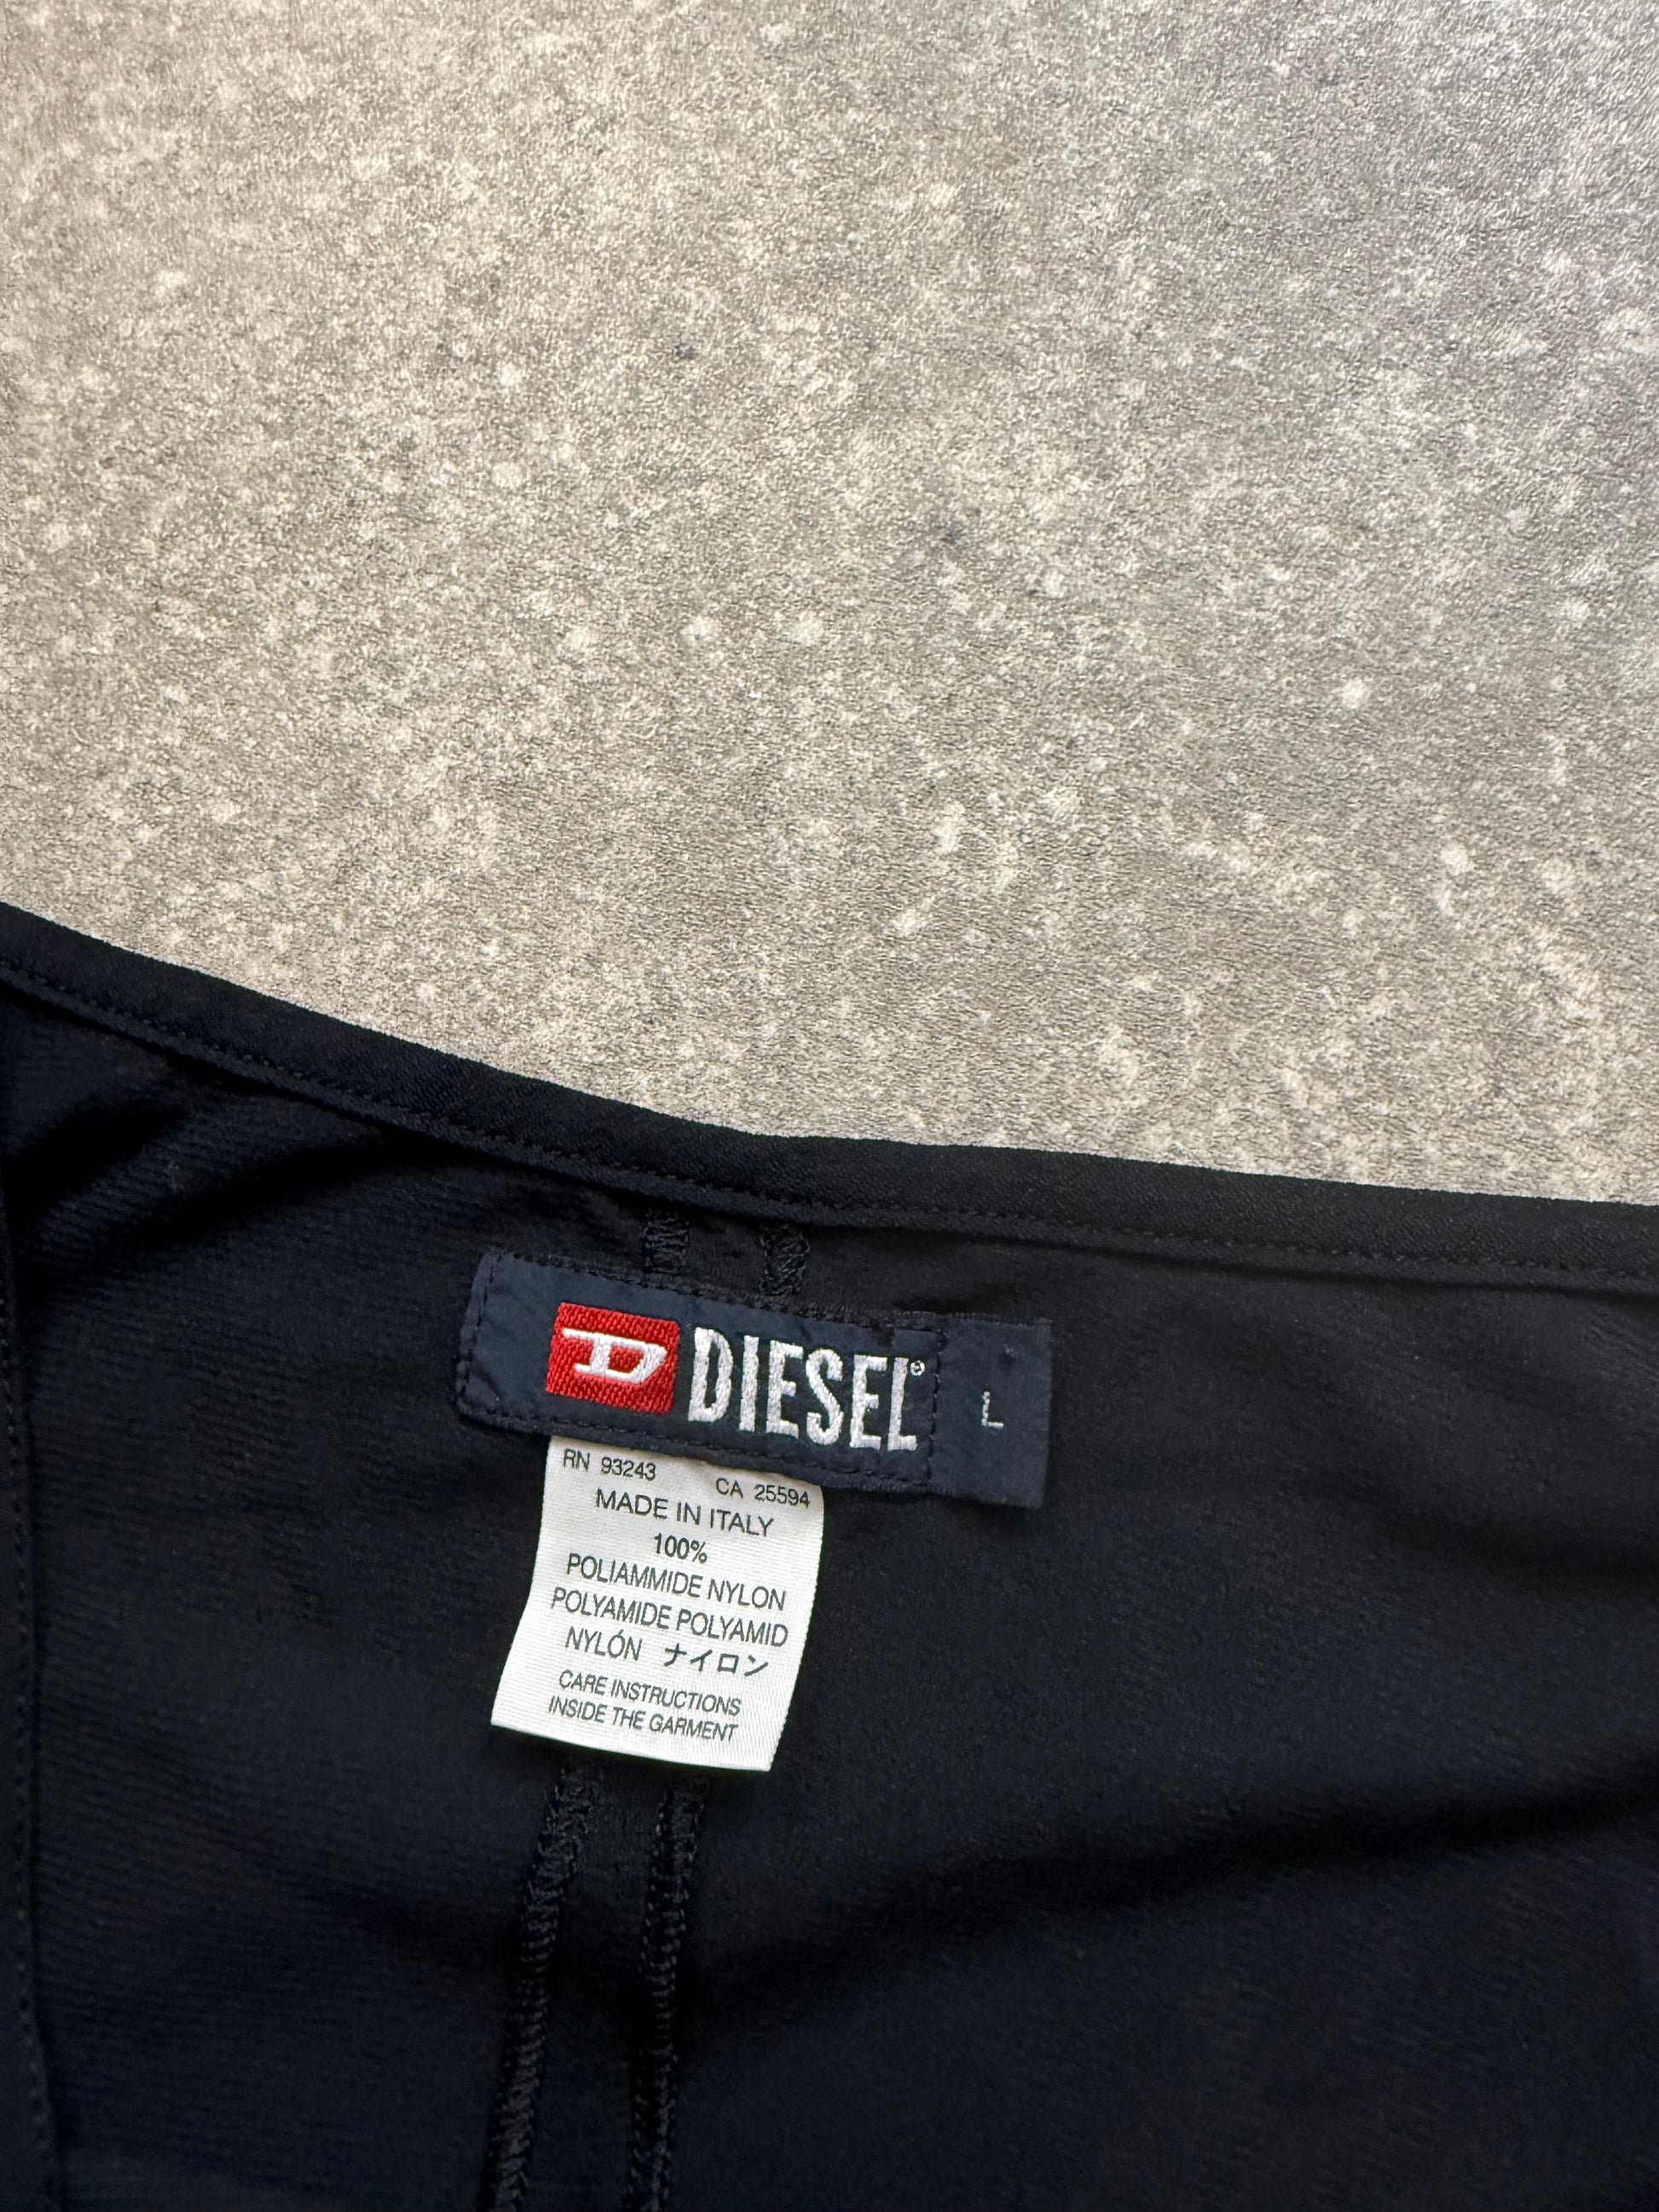 D DIESEL® L
RN 93243 CA 25594
MADE IN ITALY
100%
POLIAMMIDE NYLON
POLYAMIDE POLYAMID
NYLÓN ナイロン
CARE INSTRUCTIONS
INSIDE THE GARMENT